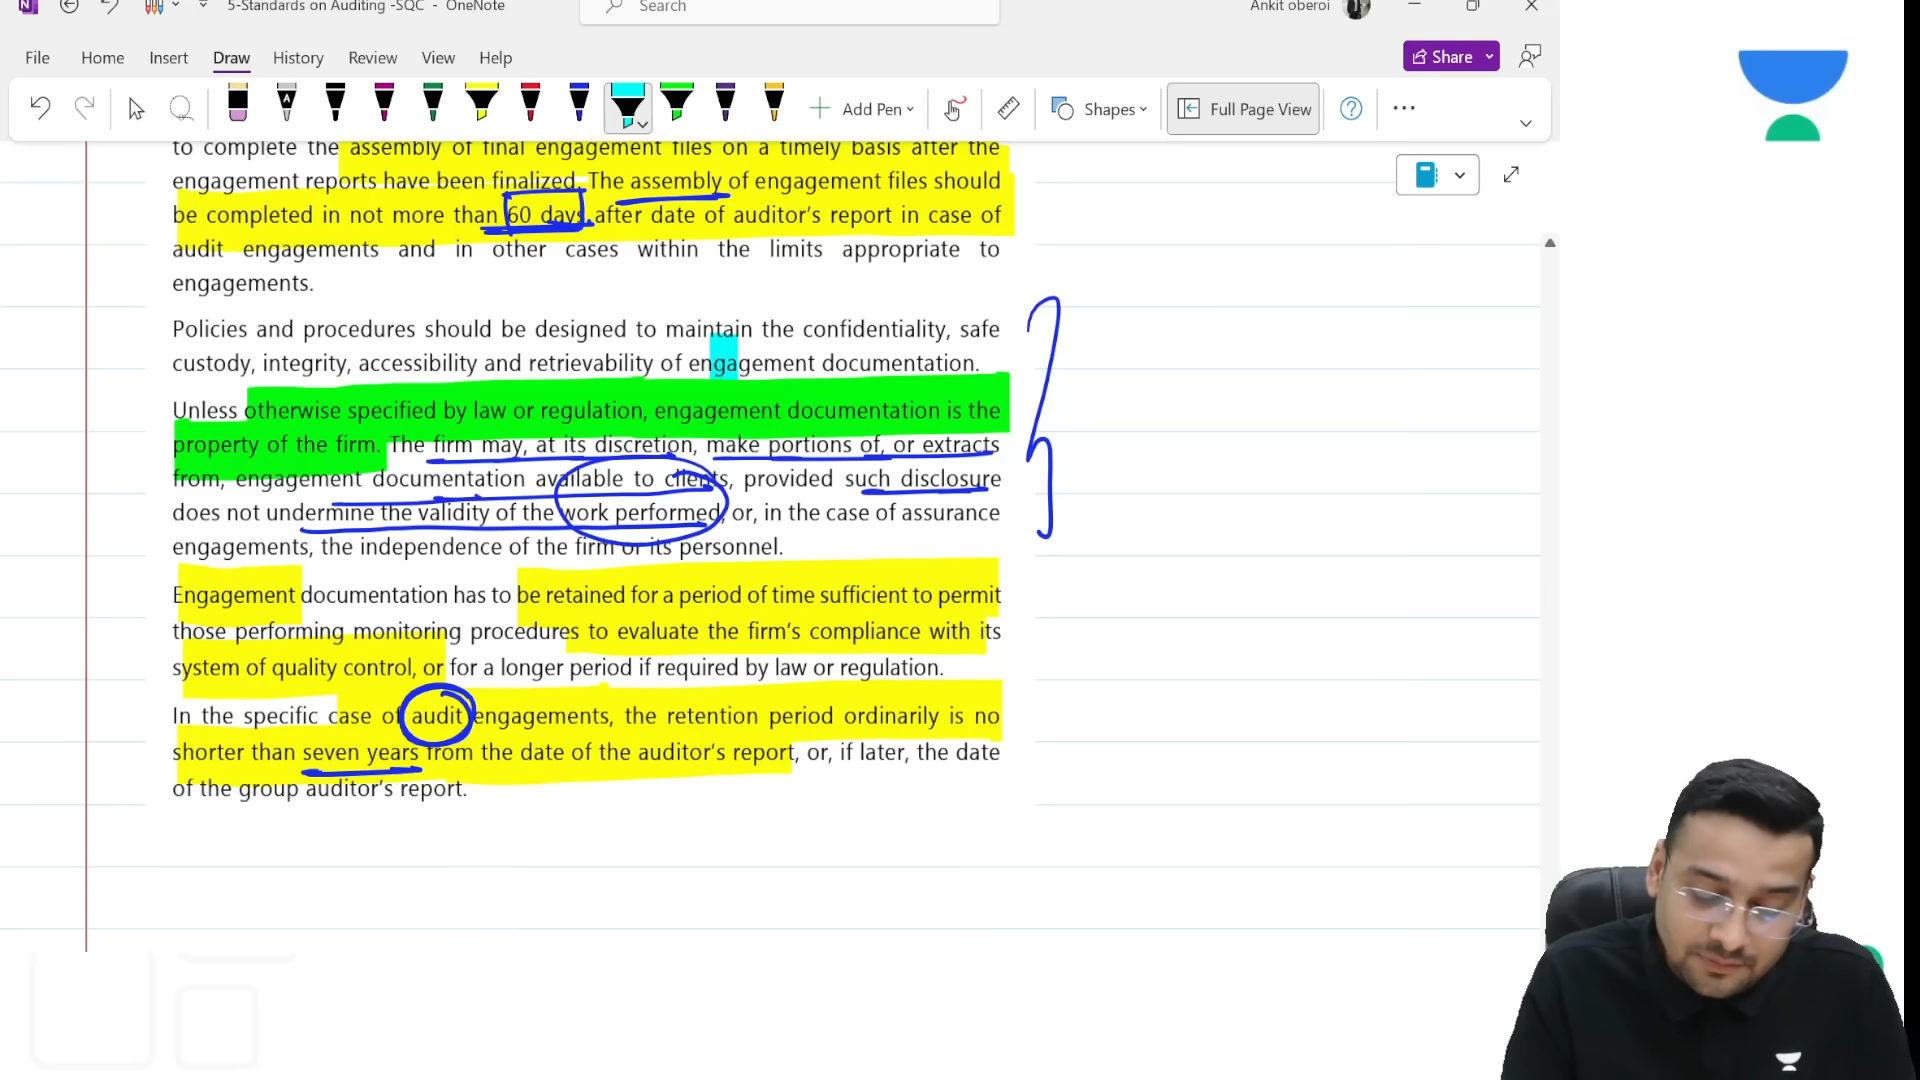 5-Standards on Auditing -SQC - OneNote
Search
Ankit oberoi
File Home Insert Draw History Review View Help
Share
Add Pen
Shapes
Full Page View
to complete the assembly of final engagement files on a timely basis after the
engagement reports have been finalized. The assembly of engagement files should
be completed in not more than 60 days after date of auditor’s report in case of
audit engagements and in other cases within the limits appropriate to
engagements.
Policies and procedures should be designed to maintain the confidentiality, safe
custody, integrity, accessibility and retrievability of engagement documentation.
Unless otherwise specified by law or regulation, engagement documentation is the
property of the firm. The firm may, at its discretion, make portions of, or extracts
from, engagement documentation available to clients, provided such disclosure
does not undermine the validity of the work performed, or, in the case of assurance
engagements, the independence of the firm or its personnel.
Engagement documentation has to be retained for a period of time sufficient to permit
those performing monitoring procedures to evaluate the firm’s compliance with its
system of quality control, or for a longer period if required by law or regulation.
In the specific case of audit engagements, the retention period ordinarily is no
shorter than seven years from the date of the auditor’s report, or, if later, the date
of the group auditor’s report.